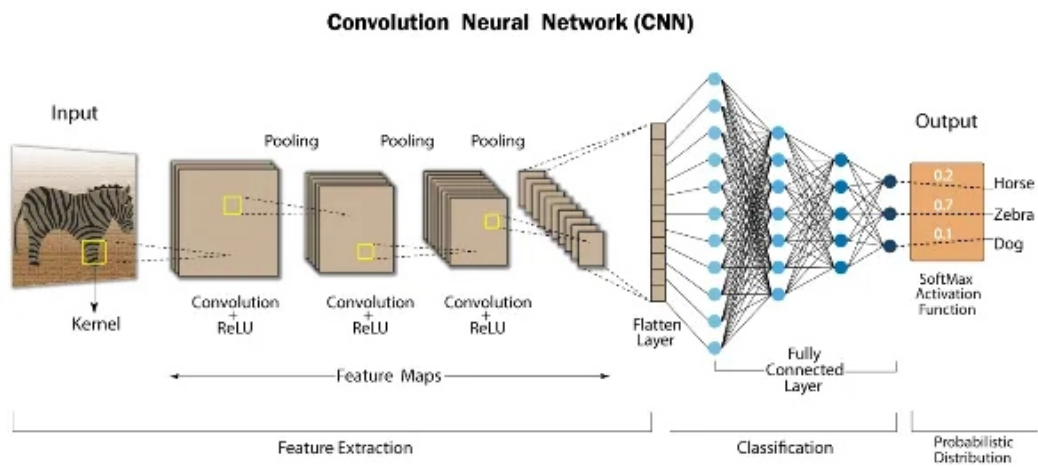 Convolution Neural Network (CNN)
Input
Pooling
Pooling
Pooling
Output
0.2
Horse
0.7
Zebra
0.1
Dog
Kernel
Convolution
+
ReLU
Convolution
+
ReLU
Convolution
+
ReLU
Flatten
Layer
SoftMax
Activation
Function
Fully
Connected
Layer
Feature Maps
Feature Extraction
Classification
Probabilistic
Distribution